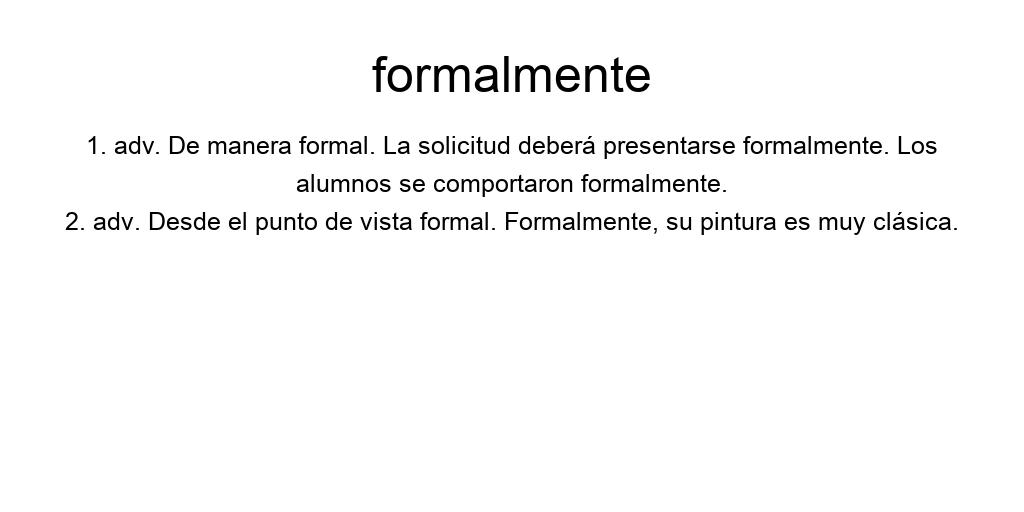 formalmente
1. adv. De manera formal. La solicitud deberá presentarse formalmente. Los
alumnos se comportaron formalmente.
2. adv. Desde el punto de vista formal. Formalmente, su pintura es muy clásica.